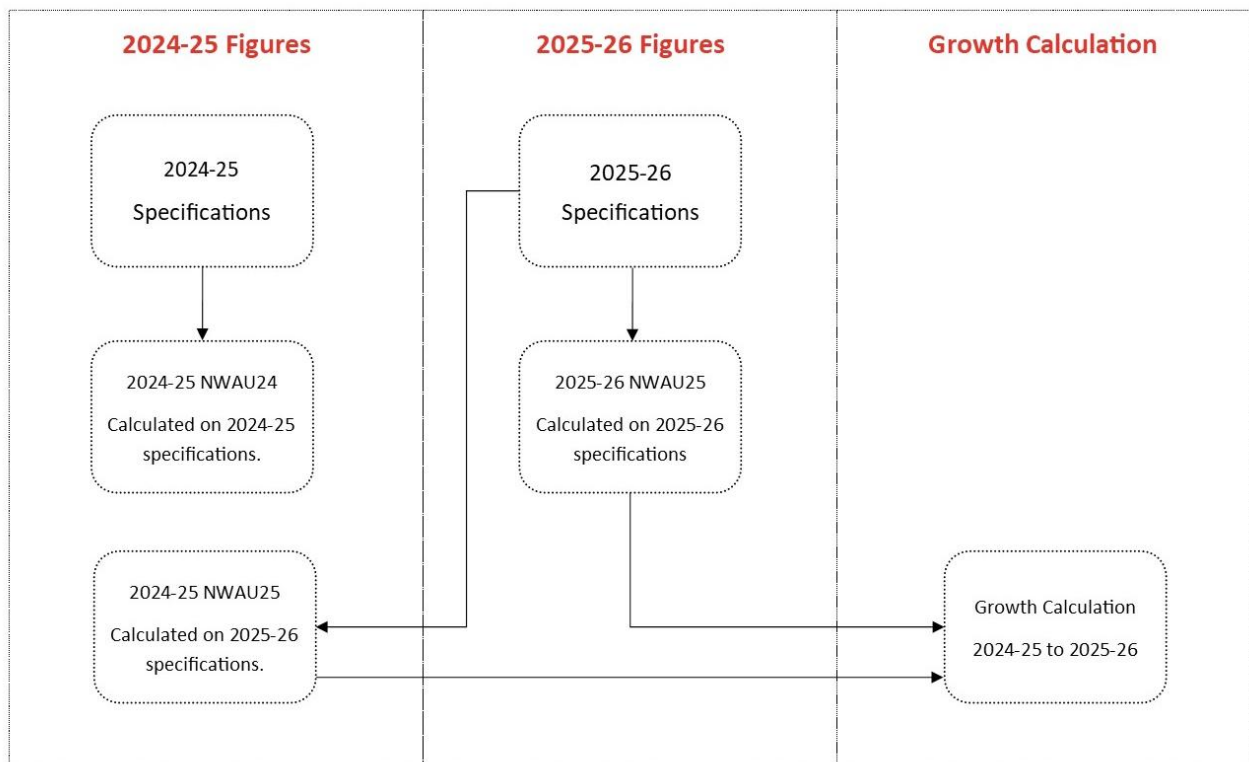 2024-25 Figures
2025-26 Figures
Growth Calculation
2024-25
Specifications
2025-26
Specifications
2024-25 NWAU24
Calculated on 2024-25
specifications.
2025-26 NWAU25
Calculated on 2025-26
specifications
2024-25 NWAU25
Calculated on 2025-26
specifications.
Growth Calculation
2024-25 to 2025-26